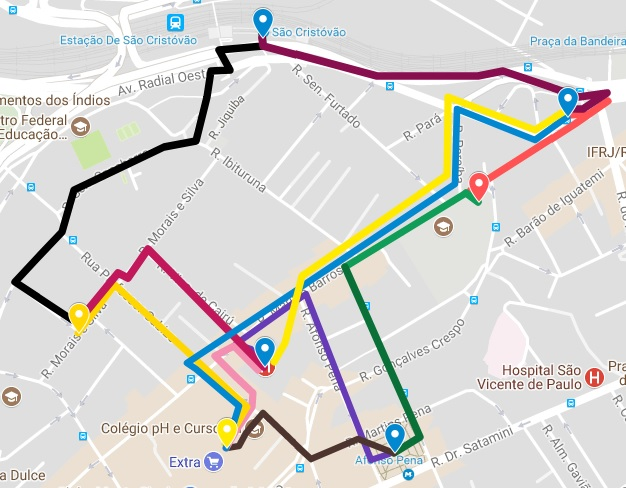 São Cristóvão
Estação De São Cristóvão
Praça da Bandeira
Av. Radial Oeste
R. Sen. Furtado
mentos dos Índios
tro Federal
Educação...
R. Jiquiba
R. Pará
IFRJ/R
R. Ibituruna
R. Barão de Iguatemi
R. Morais e Silva
Rua P
Barros
R. Morais e Silva
Cairú
R. Afonso Pena
R. Gonçalves Crespo
Hospital São
Vicente de Paulo
Colégio pH e Curso
R. Martins Pena
Extra
Afonso Pena
R. Dr. Satamini
R. Alm. Gavião
a Dulce